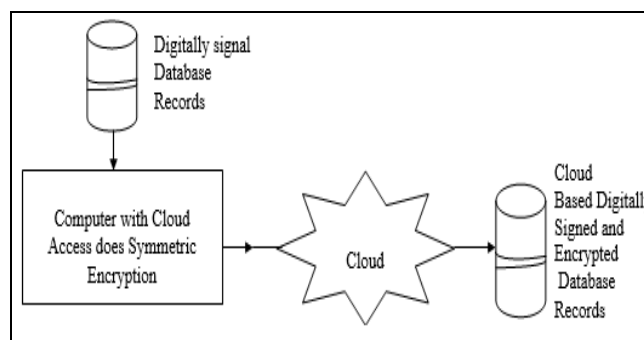 Digitally signal
Database
Records
Computer with Cloud
Access does Symmetric
Encryption
Cloud
Cloud
Based Digitall
Signed and
Encrypted
Database
Records